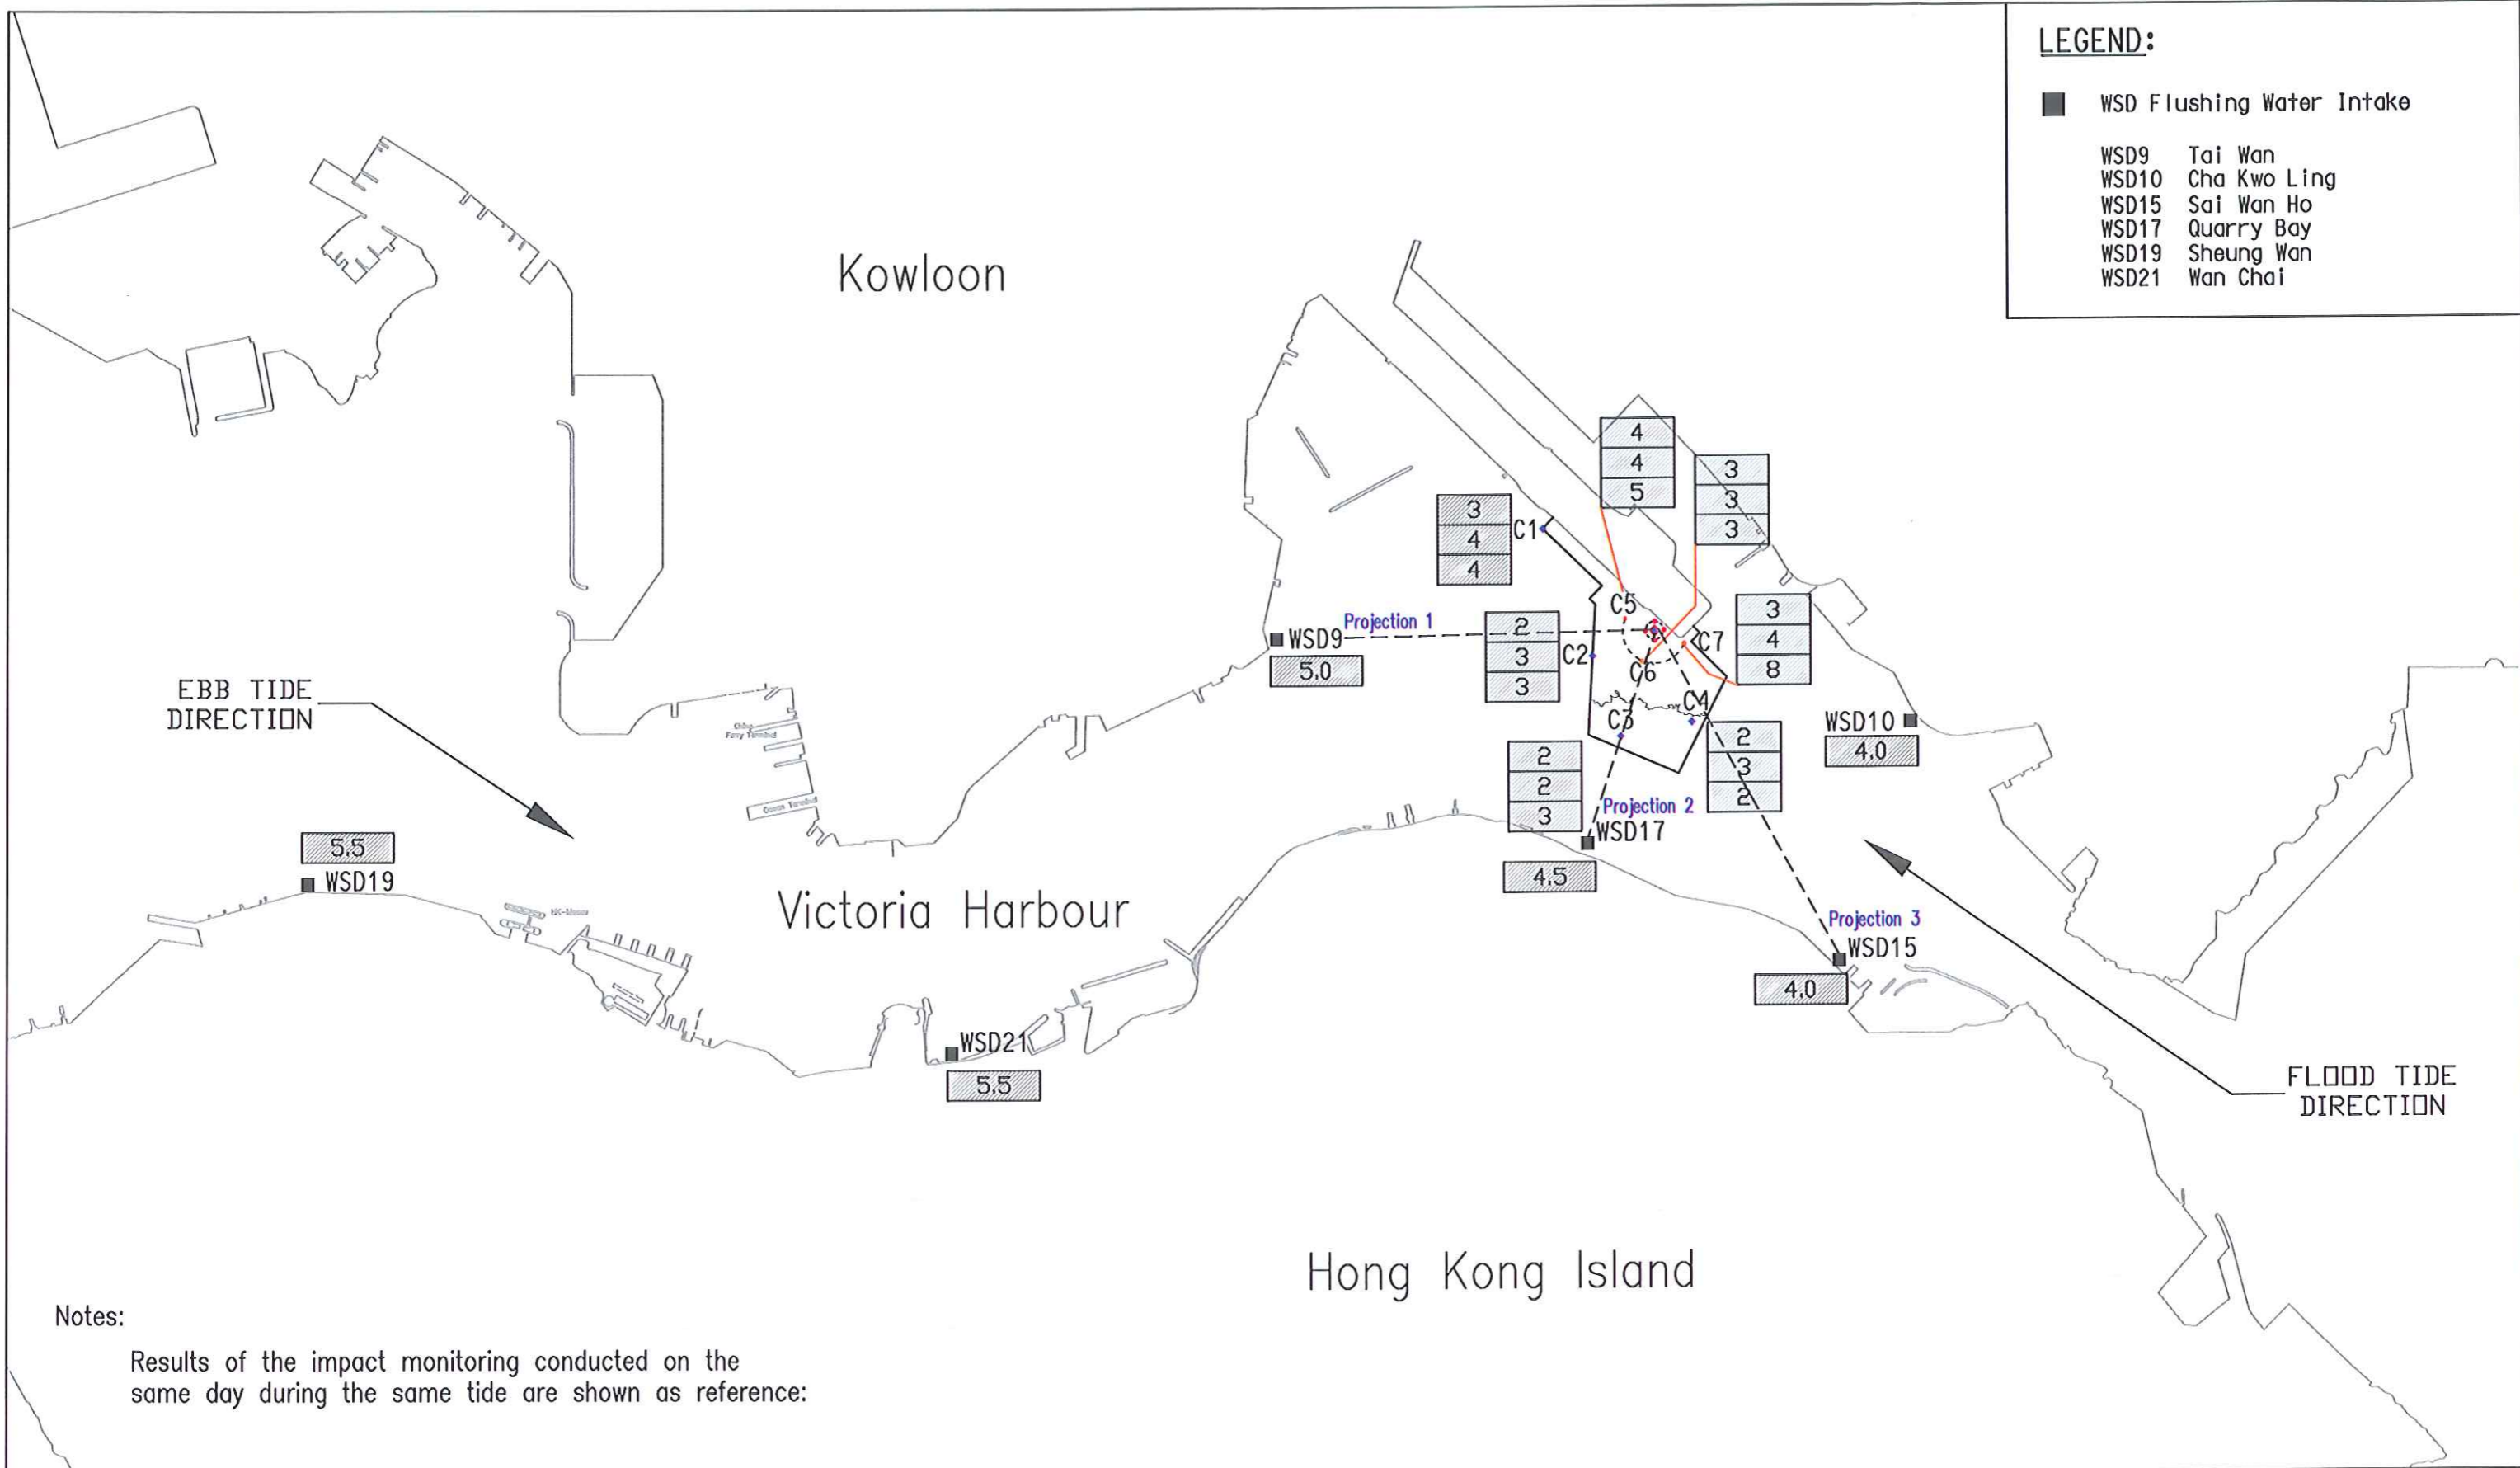 LEGEND:
WSD Flushing Water Intake
WSD9 Tai Wan
WSD10 Cha Kwo Ling
WSD15 Sai Wan Ho
WSD17 Quarry Bay
WSD19 Sheung Wan
WSD21 Wan Chai
Kowloon
4
4
5
3
3
3
3
4
4
C1
C5
Projection 1
WSD9
5.0
2
3
3
C2
C6
C7
3
4
8
EBB TIDE
DIRECTION
C3
C4
WSD10
4.0
Ferry Terminal
Ocean Terminal
2
2
3
2
3
2
Projection 2
WSD17
4.5
5.5
WSD19
Victoria Harbour
Projection 3
WSD15
4.0
WSD21
5.5
FLOOD TIDE
DIRECTION
Hong Kong Island
Notes:
Results of the impact monitoring conducted on the
same day during the same tide are shown as reference: